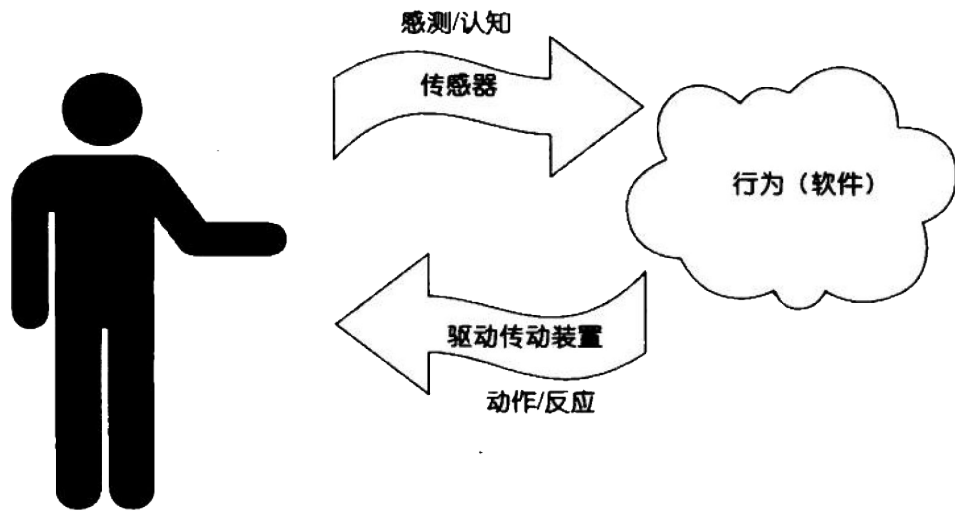 感测/认知
传感器
行为（软件）
驱动传动装置
动作/反应